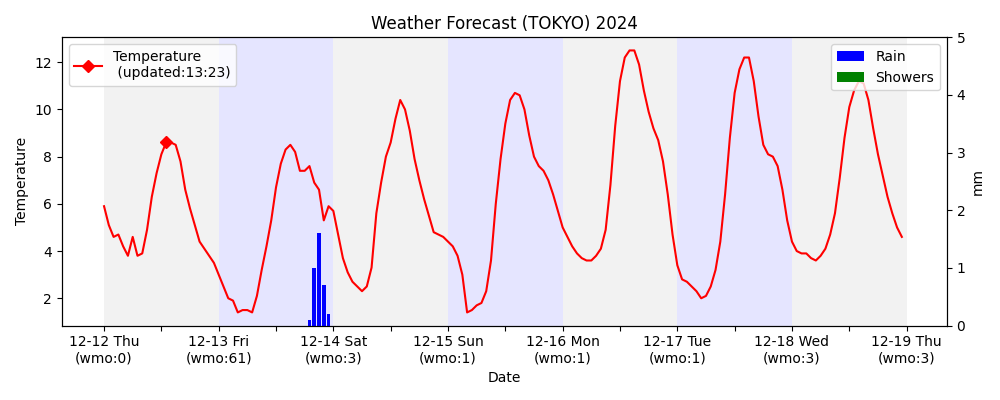 Weather Forecast (TOKYO) 2024
Temperature
(updated:13:23)
Rain
Showers
12
10
8
6
4
2
Temperature
5
4
3
2
1
0
mm
12-12 Thu
(wmo:0)
12-13 Fri
(wmo:61)
12-14 Sat
(wmo:3)
12-15 Sun
(wmo:1)
12-16 Mon
(wmo:1)
12-17 Tue
(wmo:1)
12-18 Wed
(wmo:3)
12-19 Thu
(wmo:3)
Date